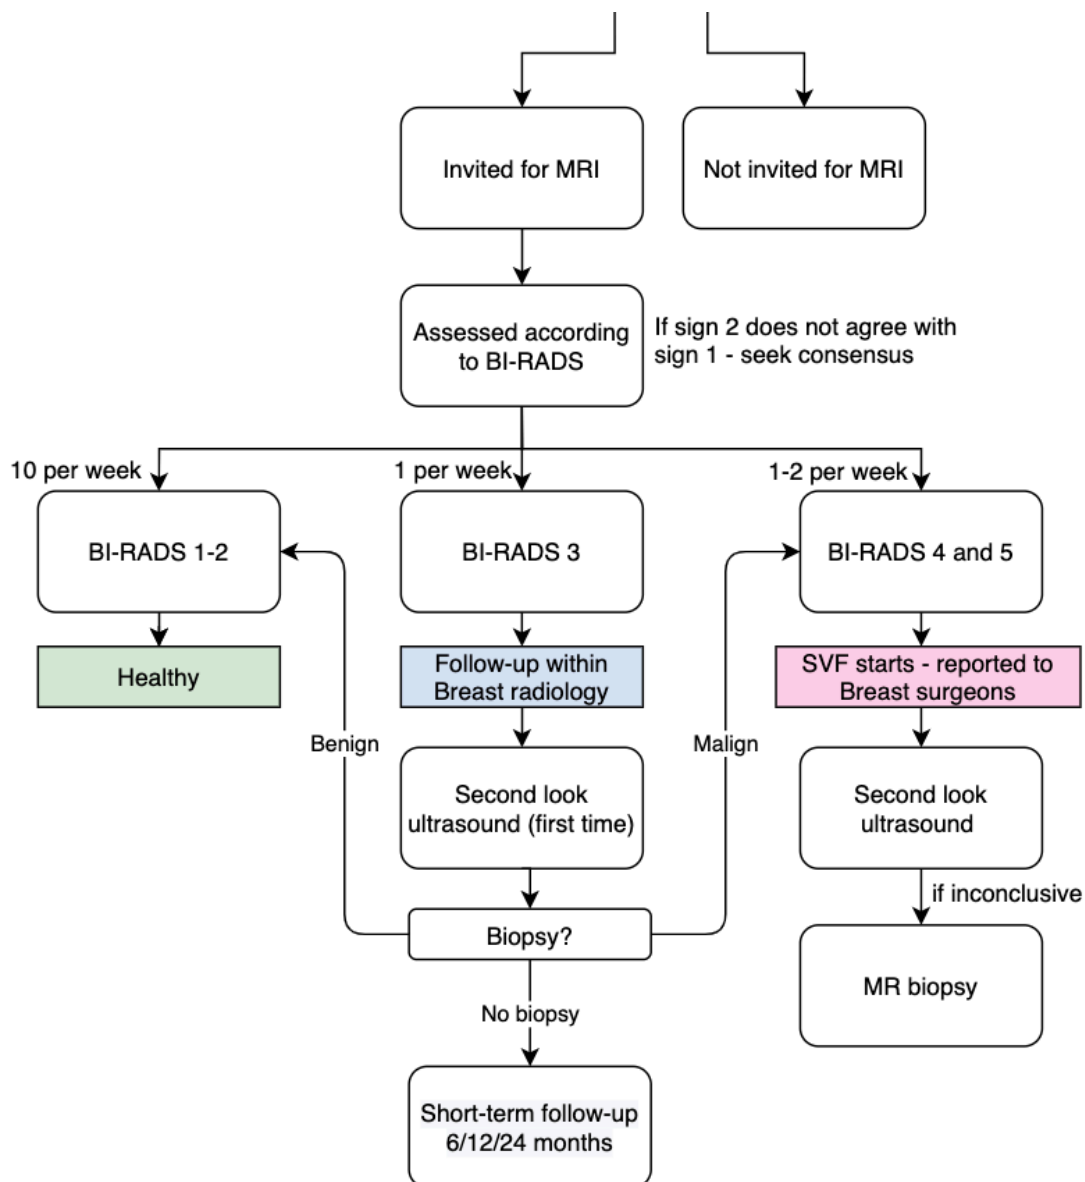 Invited for MRI
Not invited for MRI
Assessed according
to BI-RADS
If sign 2 does not agree with
sign 1 - seek consensus
10 per week
1 per week
1-2 per week
BI-RADS 1-2
BI-RADS 3
BI-RADS 4 and 5
Healthy
Follow-up within
Breast radiology
SVF starts - reported to
Breast surgeons
Benign
Malign
Second look
ultrasound (first time)
Second look
ultrasound
if inconclusive
Biopsy?
MR biopsy
No biopsy
Short-term follow-up
6/12/24 months